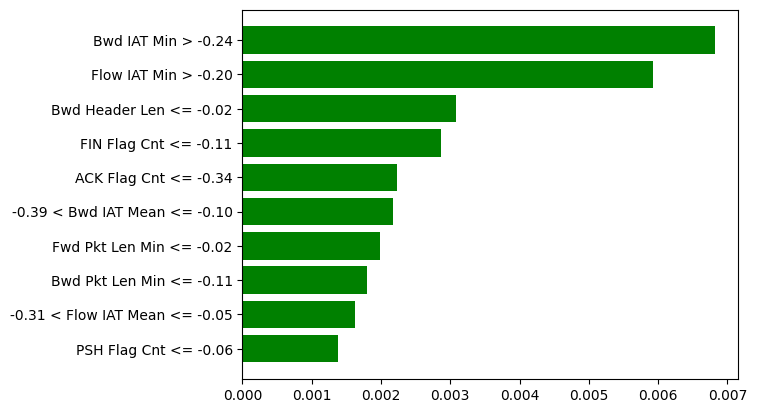 Bwd IAT Min > -0.24
Flow IAT Min > -0.20
Bwd Header Len <= -0.02
FIN Flag Cnt <= -0.11
ACK Flag Cnt <= -0.34
-0.39 < Bwd IAT Mean <= -0.10
Fwd Pkt Len Min <= -0.02
Bwd Pkt Len Min <= -0.11
-0.31 < Flow IAT Mean <= -0.05
PSH Flag Cnt <= -0.06
0.000 0.001 0.002 0.003 0.004 0.005 0.006 0.007